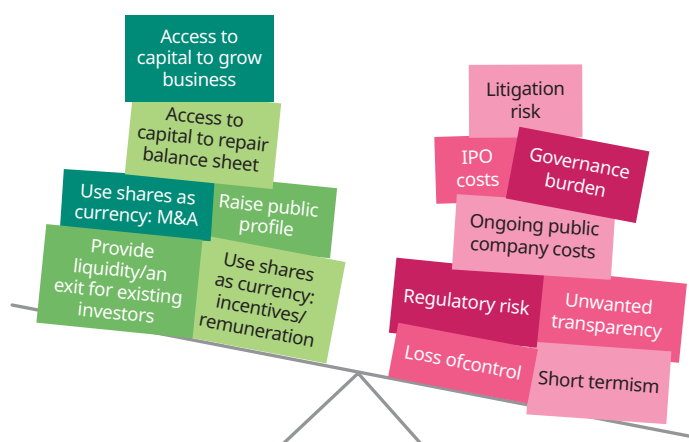 Access to
capital to grow
business
Access to
capital to repair
balance sheet
Use shares as
currency: M&A
Raise public
profile
Provide
liquidity/an
exit for existing
investors
Use shares
as currency:
incentives/
remuneration
Litigation
risk
IPO
costs
Governance
burden
Ongoing public
company costs
Regulatory risk
Unwanted
transparency
Loss ofcontrol
Short termism